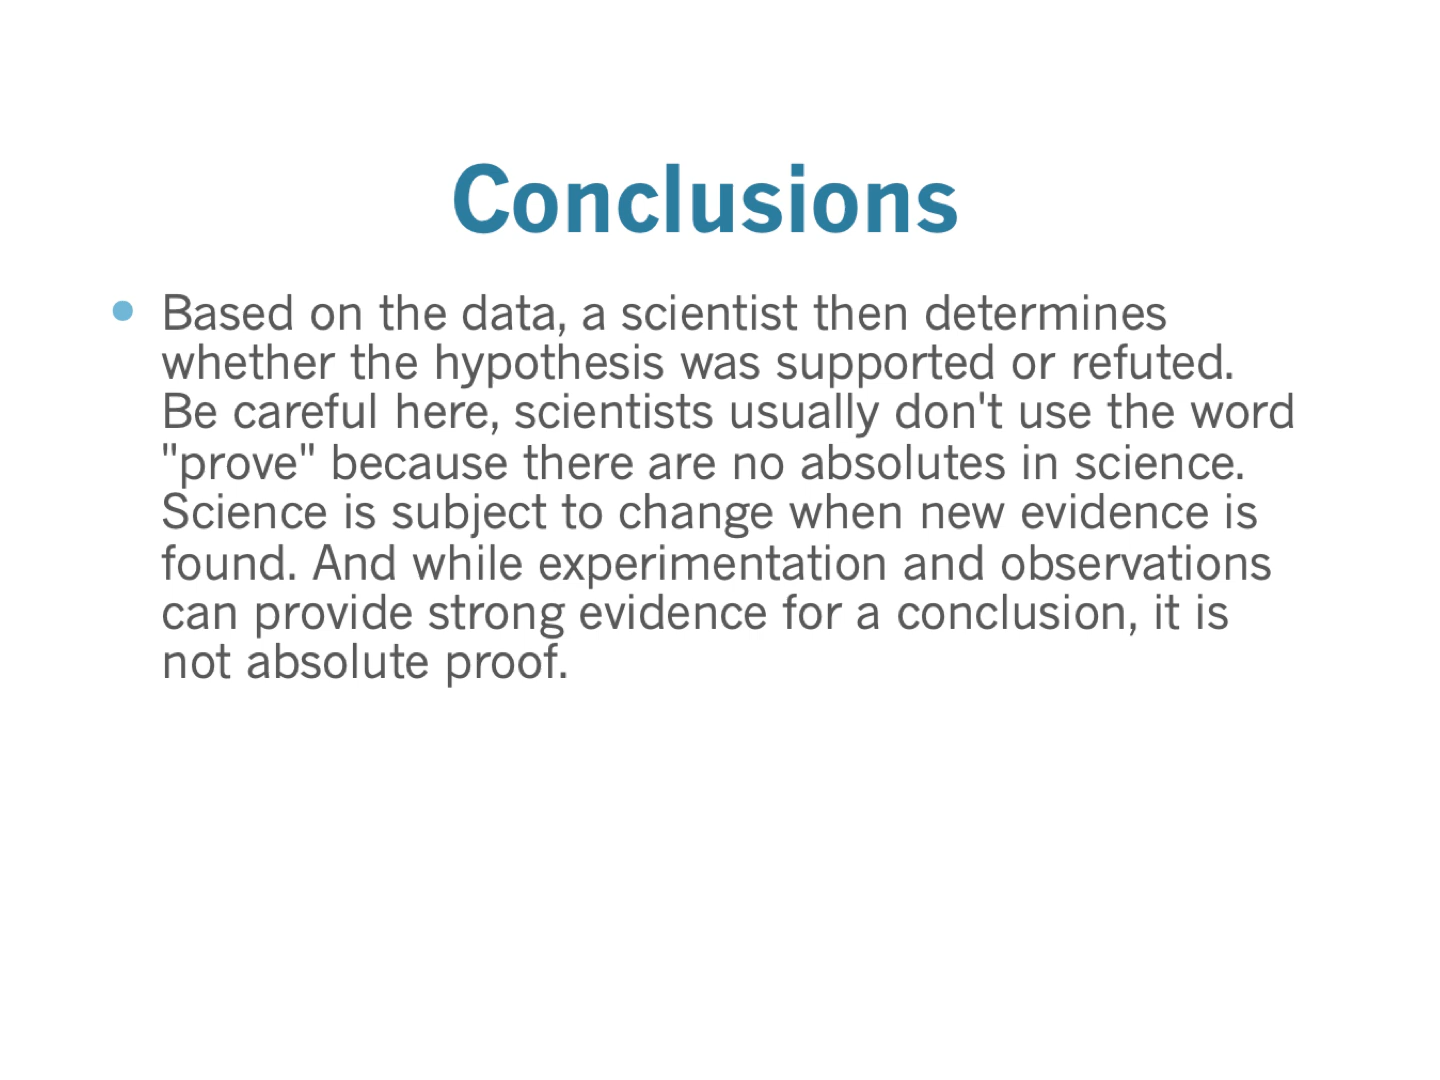 Conclusions
• Based on the data, a scientist then determines
whether the hypothesis was supported or refuted.
Be careful here, scientists usually don't use the word
"prove" because there are no absolutes in science.
Science is subject to change when new evidence is
found. And while experimentation and observations
can provide strong evidence for a conclusion, it is
not absolute proof.